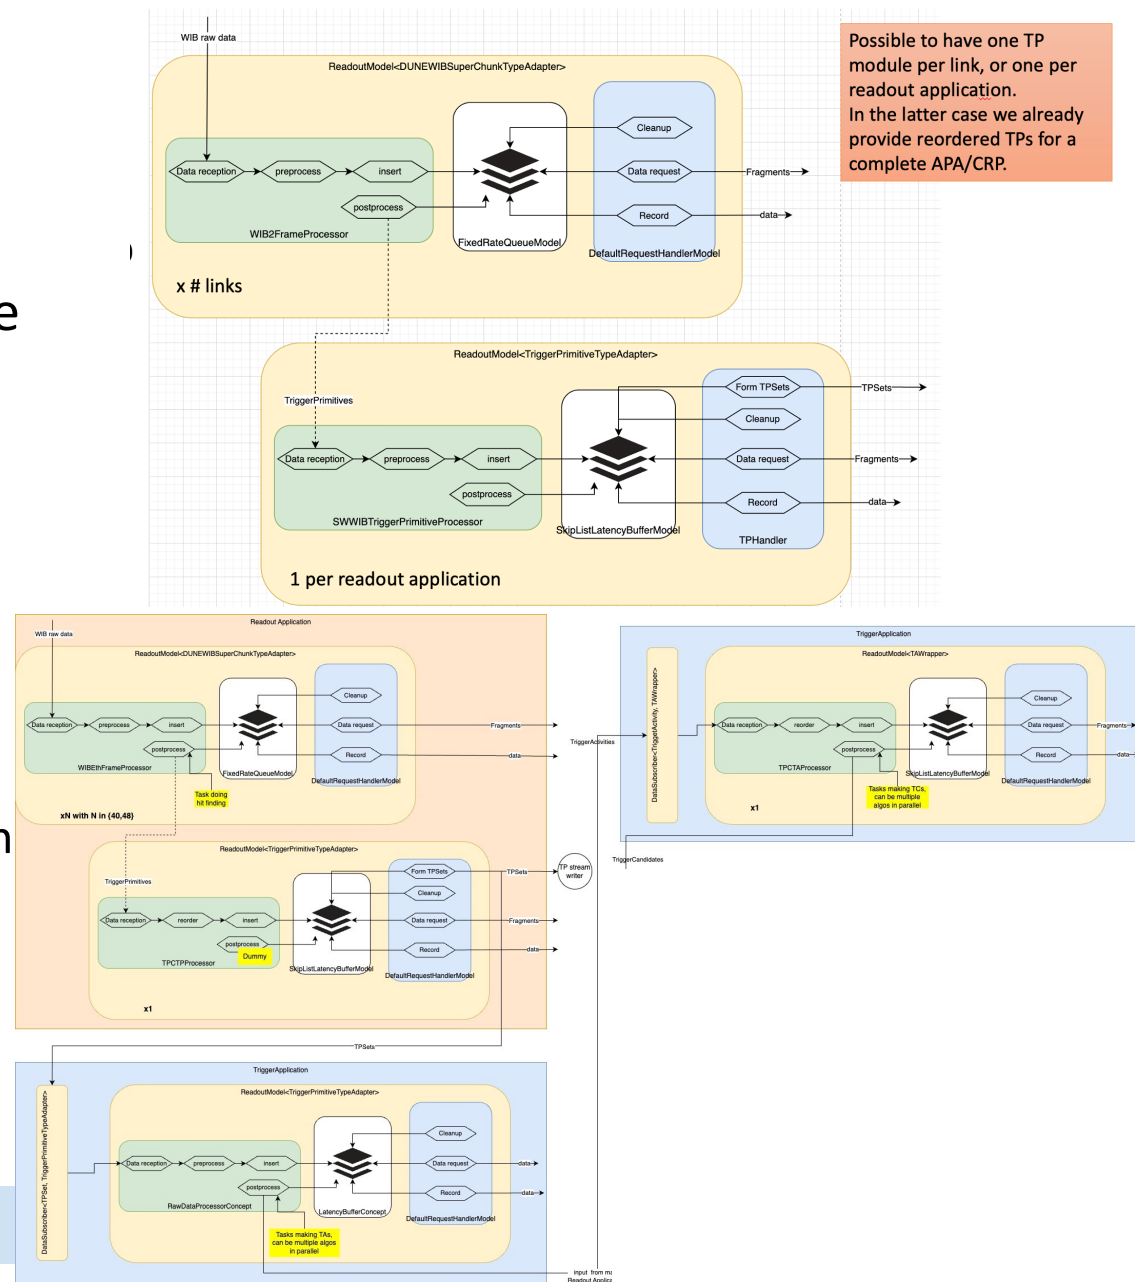 WIB raw data
ReadoutModel<DUNEWIBSuperChunkTypeAdapter>
Possible to have one TP
module per link, or one per
readout application.
In the latter case we already
provide reordered TPs for a
complete APA/CRP.
Cleanup
Data reception
preprocess
insert
Data request
Fragments
postprocess
Record
data
WIB2FrameProcessor
FixedRateQueueModel
DefaultRequestHandlerModel
x # links
e
ReadoutModel<TriggerPrimitiveTypeAdapter>
Form TPSets
TPSets
TriggerPrimitives
Cleanup
Data reception
preprocess
insert
Data request
Fragments
postprocess
Record
data
SWWIBTriggerPrimitiveProcessor
SkipListLatencyBufferModel
TPHandler
1 per readout application
Readout Application
WIB raw data
ReadoutModel<DUNEWIBSuperChunkTypeAdapter>
Cleanup
Data reception
preprocess
insert
Data request
Fragments
postprocess
Record
data
WIBEthFrameProcessor
FixedRateQueueModel
DefaultRequestHandlerModel
Task doing
hit finding
xN with N in {40,48}
n
ReadoutModel<TriggerPrimitiveTypeAdapter>
Form TPSets
TPSets
TP stream
writer
TriggerPrimitives
Cleanup
Data reception
reorder
insert
Data request
Fragments
postprocess
Dummy
Record
data
TPCTPProcessor
SkipListLatencyBufferModel
DefaultRequestHandlerModel
x1
TPSets
TriggerApplication
ReadoutModel<TAWrapper>
DataSubscriber<TriggetActivity, TAWrapper>
TriggerActivities
Cleanup
Data reception
reorder
insert
Data request
Fragments
postprocess
Record
data
TPCTAProcessor
SkipListLatencyBufferModel
DefaultRequestHandlerModel
Tasks making TCs,
can be multiple
algos in parallel
x1
TriggerCandidates
TriggerApplication
ReadoutModel<TriggerPrimitiveTypeAdapter>
DataSubscriber<TPSet, TriggerPrimitiveTypeAdapter>
Cleanup
Data reception
preprocess
insert
Data request
data
postprocess
Record
data
RawDataProcessorConcept
LatencyBufferConcept
DefaultRequestHandlerModel
Tasks making TAs,
can be multiple algos
in parallel
input from
Readout